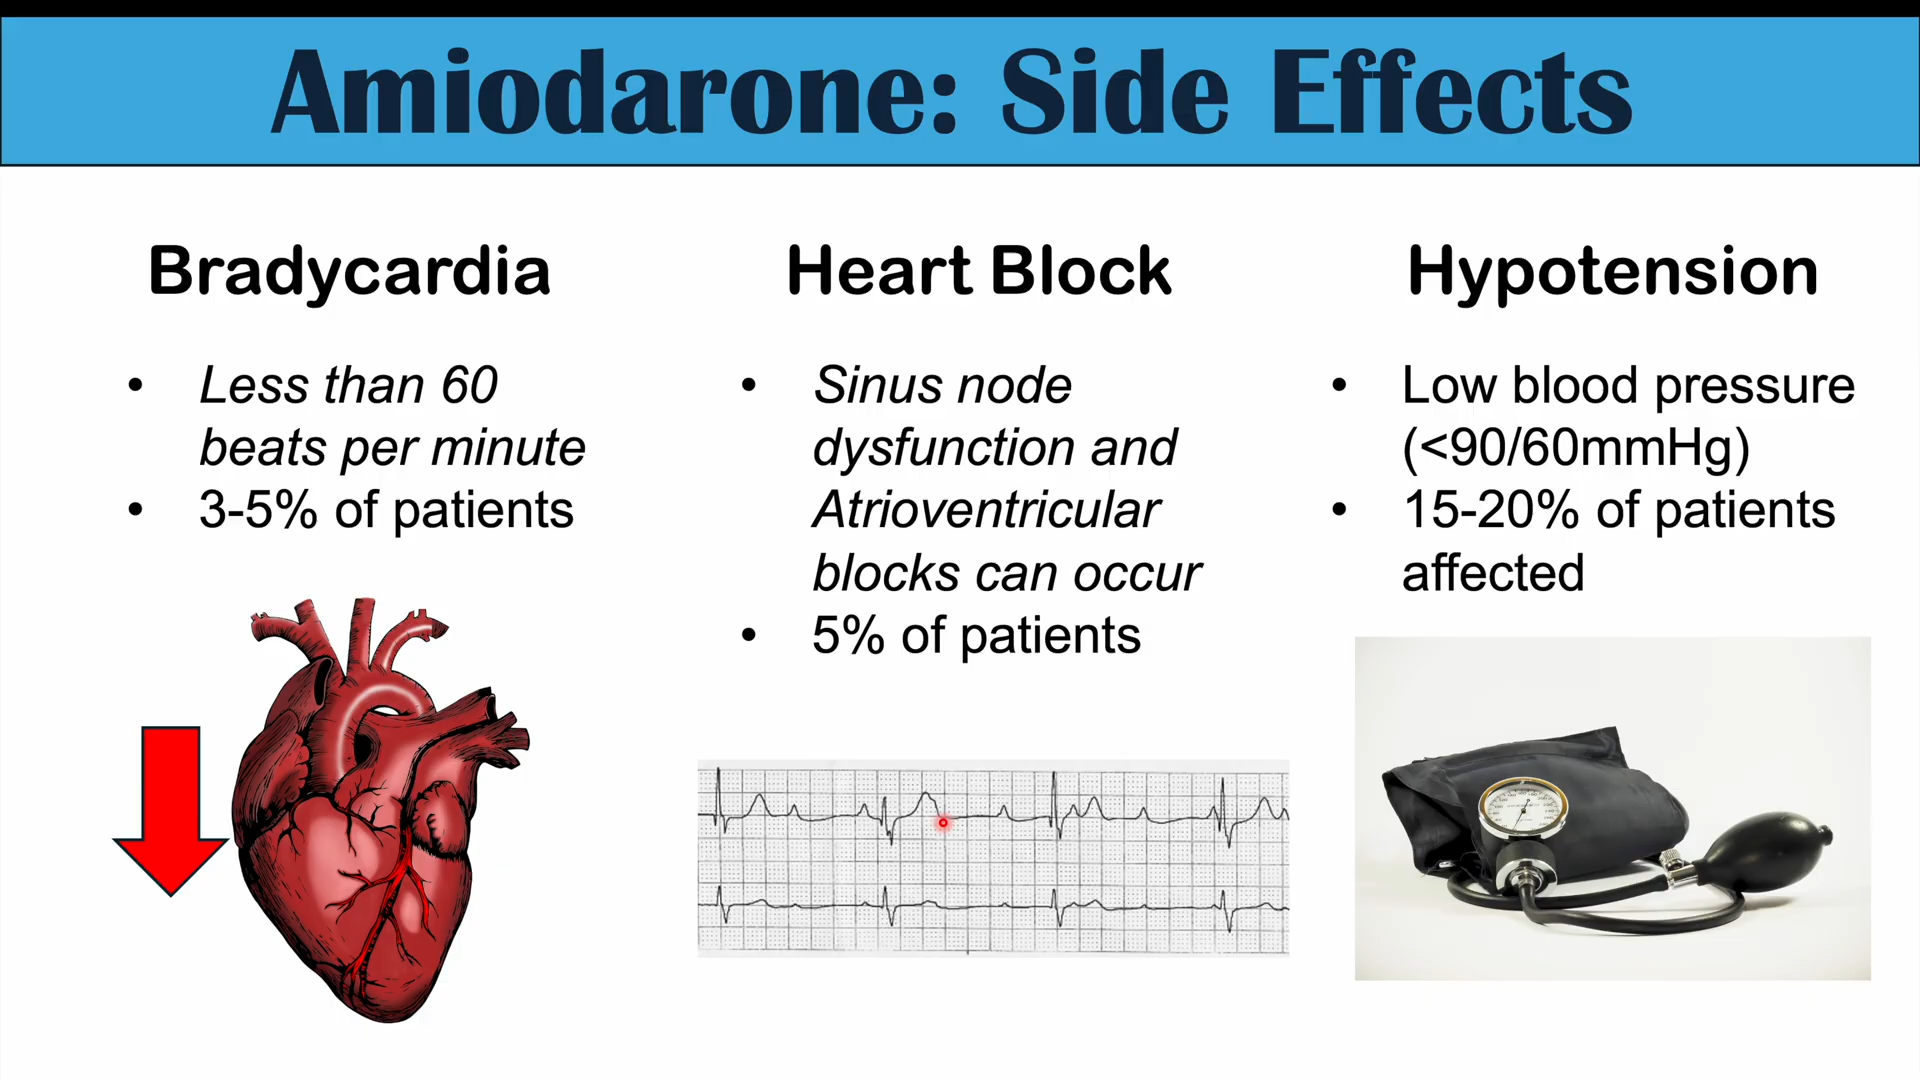 Amiodarone: Side Effects
Bradycardia
• Less than 60
beats per minute
• 3-5% of patients
Heart Block
• Sinus node
dysfunction and
Atrioventricular
blocks can occur
• 5% of patients
Hypotension
• Low blood pressure
(<90/60mmHg)
• 15-20% of patients
affected